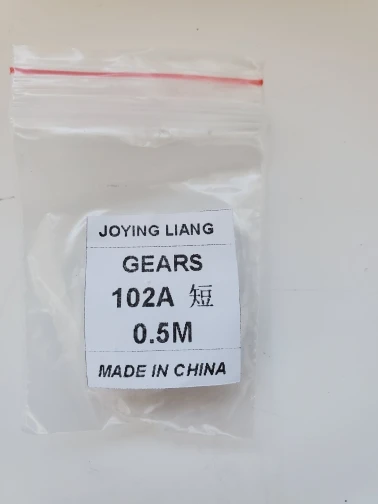 JOYING LIANG
GEARS
102A 短
0.5M
MADE IN CHINA